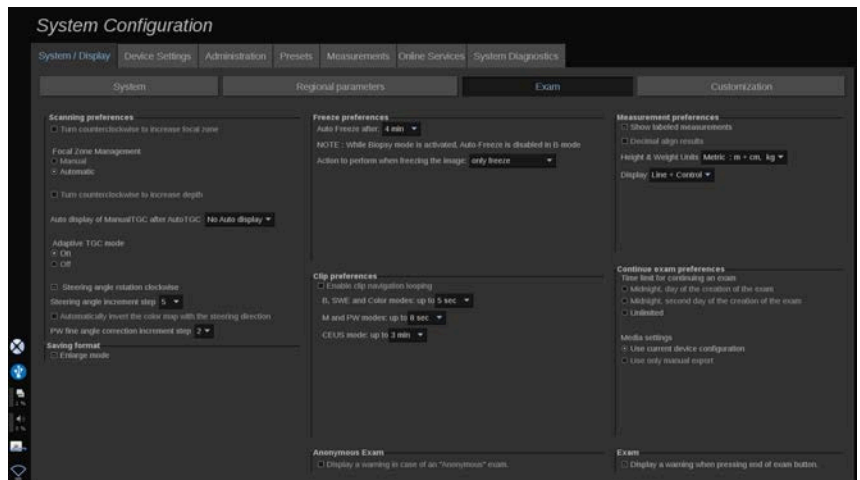 System Configuration
System / Display Device Settings Administration Presets Measurements Online Services System Diagnostics
System Regional parameters Exam Customization
Scanning preferences
Turn counterclockwise to increase focal zone
Focal Zone Management
Manual
Automatic
Turn counterclockwise to increase depth
Auto display of ManualTGC after AutoTGC No Auto display
Adaptive TGC mode
On
Off
Steering angle rotation clockwise
Steering angle increment step 5
Automatically invert the color map with the steering direction
PW fine angle correction increment step 2
Saving format
Enlarge mode
Freeze preferences
Auto Freeze after: 4 min
NOTE : While Biopsy mode is activated, Auto Freeze is disabled in B mode
Action to perform when freezing the image: only freeze
Clip preferences
Enable clip navigation looping
B, SWE and Color modes: up to 5 sec
M and PW modes: up to 8 sec
CEUS mode: up to 3 min
Anonymous Exam
Display a warning in case of an "Anonymous" exam.
Measurement preferences
Show labeled measurements
Decimal align results
Height & Weight Units Metric : m + cm, kg
Display Line + Control
Continue exam preferences
Time limit for continuing an exam
Midnight, day of the creation of the exam
Midnight, second day of the creation of the exam
Unlimited
Media settings
Use current device configuration
Use only manual export
Exam
Display a warning when pressing end of exam button.